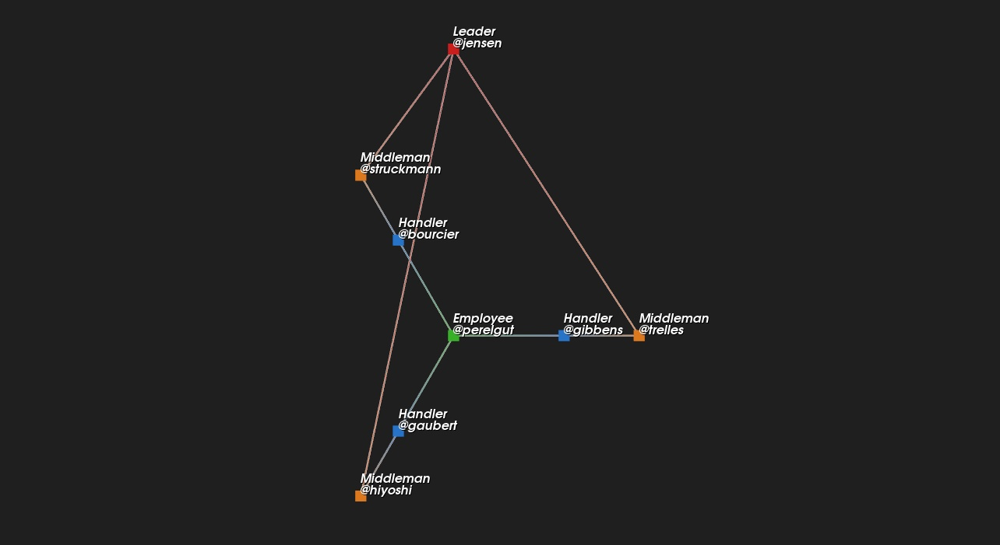 Leader
@jensen
Middleman
@struckmann
Handler
@bourcier
Employee
@perelgut
Handler
@gibbens
Middleman
@trelles
Handler
@gaubert
Middleman
@hiyoshi